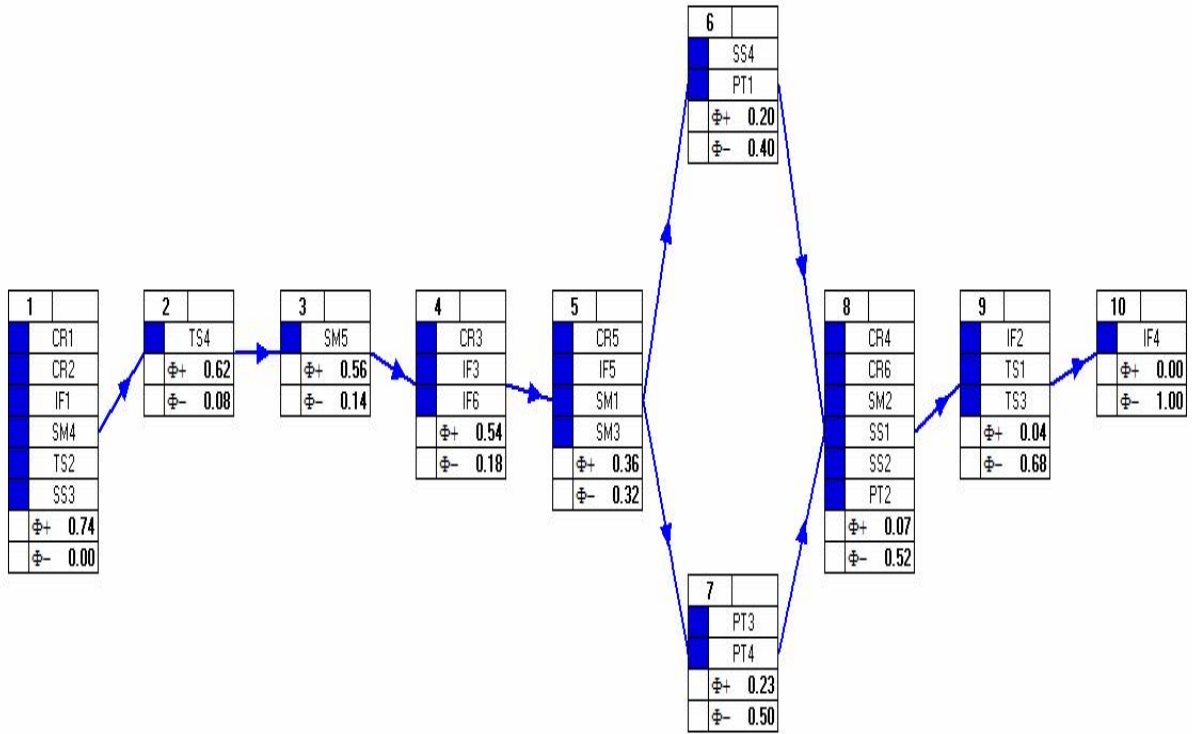 1
CR1
CR2
IF1
SM4
TS2
SS3
Φ+ 0.74
Φ- 0.00
2
TS4
Φ+ 0.62
Φ- 0.08
3
SM5
Φ+ 0.56
Φ- 0.14
4
CR3
IF3
IF6
Φ+ 0.54
Φ- 0.18
5
CR5
IF5
SM1
SM3
Φ+ 0.36
Φ- 0.32
6
SS4
PT1
Φ+ 0.20
Φ- 0.40
7
PT3
PT4
Φ+ 0.23
Φ- 0.50
8
CR4
CR6
SM2
SS1
SS2
PT2
Φ+ 0.07
Φ- 0.52
9
IF2
TS1
TS3
Φ+ 0.04
Φ- 0.68
10
IF4
Φ+ 0.00
Φ- 1.00